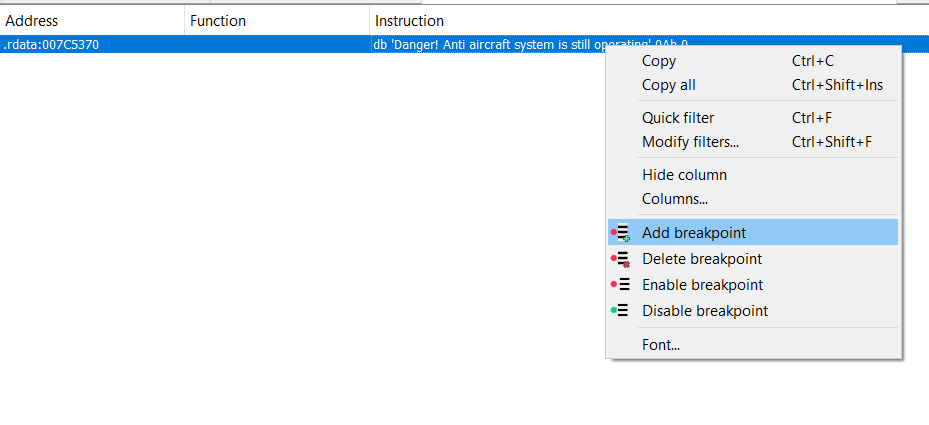 Address Function Instruction
.rdata:007C5370 db 'Danger! Anti aircraft system is still operating',0Ah,0
Copy Ctrl+C
Copy all Ctrl+Shift+Ins
Quick filter Ctrl+F
Modify filters... Ctrl+Shift+F
Hide column
Columns...
Add breakpoint
Delete breakpoint
Enable breakpoint
Disable breakpoint
Font...